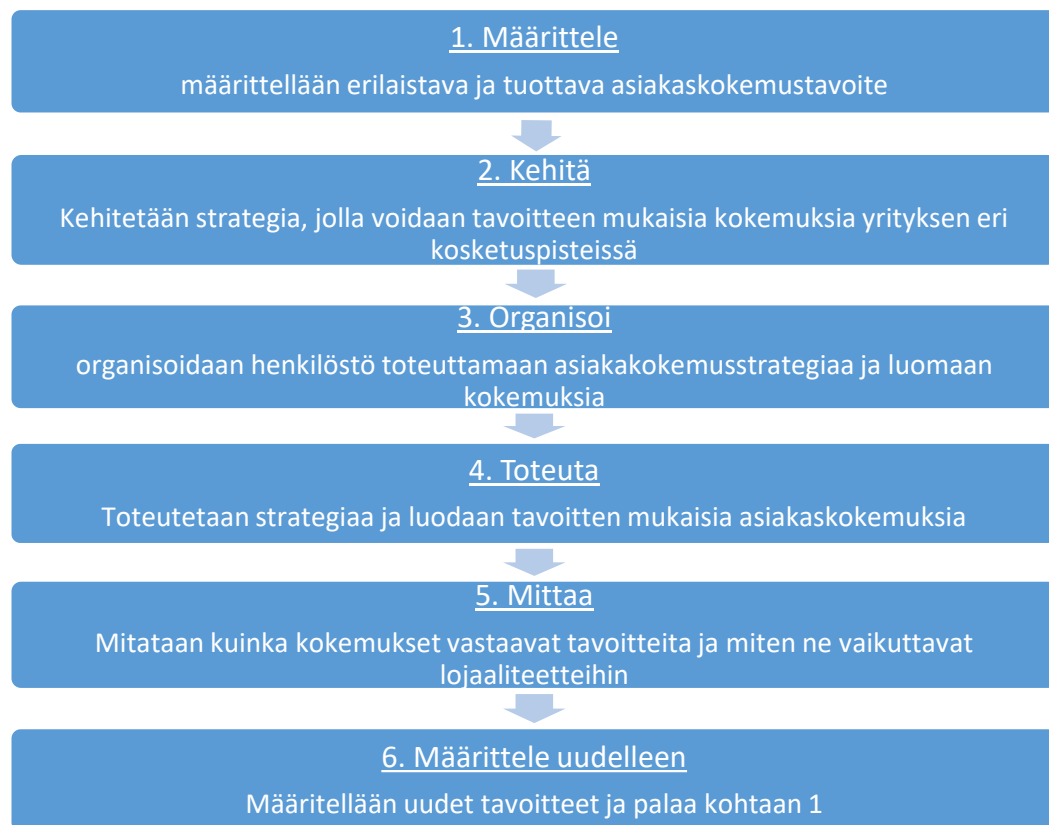 1. Määrittele
määrittellään erilaistava ja tuottava asiakaskokemustavoite
2. Kehitä
Kehitetään strategia, jolla voidaan tavoitteen mukaisia kokemuksia yrityksen eri
kosketuspisteissä
3. Organisoi
organisoidaan henkilöstö toteuttamaan asiakakokemusstrategiaa ja luomaan
kokemuksia
4. Toteuta
Toteutetaan strategiaa ja luodaan tavoitten mukaisia asiakaskokemuksia
5. Mittaa
Mitataan kuinka kokemukset vastaavat tavoitteita ja miten ne vaikuttavat
lojaaliteetteihin
6. Määrittele uudelleen
Määritellään uudet tavoitteet ja palaa kohtaan 1